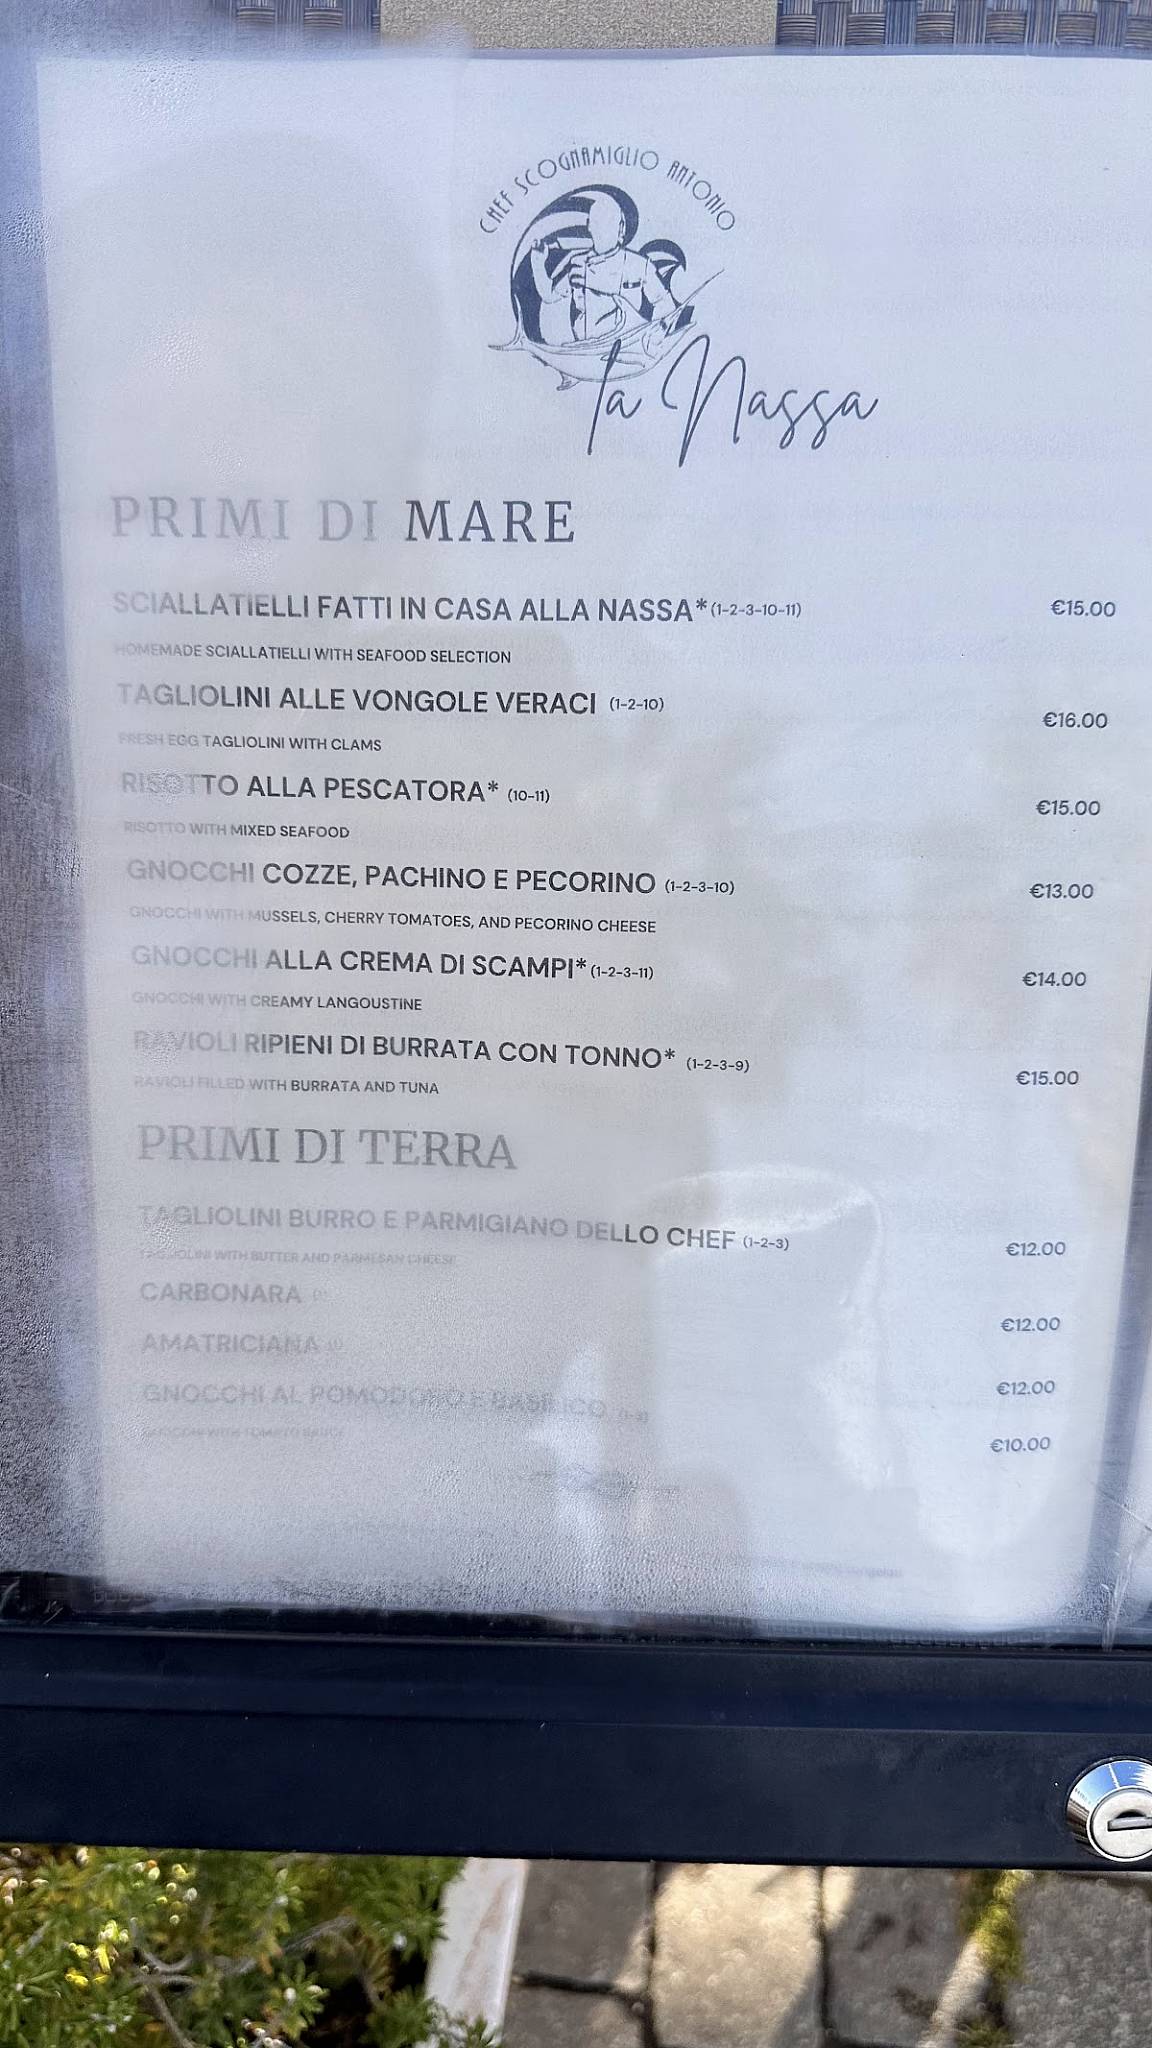 CHEF SCOGNAMIGLIO ANTONIO
la Nassa
PRIMI DI MARE
SCIALLATIELLI FATTI IN CASA ALLA NASSA* (1-2-3-10-11) €15.00
HOMEMADE SCIALLATIELLI WITH SEAFOOD SELECTION
TAGLIOLINI ALLE VONGOLE VERACI (1-2-10) €16.00
FRESH EGG TAGLIOLINI WITH CLAMS
RISOTTO ALLA PESCATORA* (10-11) €15.00
RISOTTO WITH MIXED SEAFOOD
GNOCCHI COZZE, PACHINO E PECORINO (1-2-3-10) €13.00
GNOCCHI WITH MUSSELS, CHERRY TOMATOES, AND PECORINO CHEESE
GNOCCHI ALLA CREMA DI SCAMPI* (1-2-3-11) €14.00
GNOCCHI WITH CREAMY LANGOUSTINE
RAVIOLI RIPIENI DI BURRATA CON TONNO* (1-2-3-9) €15.00
RAVIOLI FILLED WITH BURRATA AND TUNA
PRIMI DI TERRA
TAGLIOLINI BURRO E PARMIGIANO DELLO CHEF (1-2-3) €12.00
TAGLIOLINI WITH BUTTER AND PARMESAN CHEESE
CARBONARA €12.00
AMATRICIANA €12.00
GNOCCHI AL POMODORO E BASILICO €10.00
GNOCCHI WITH TOMATO SAUCE